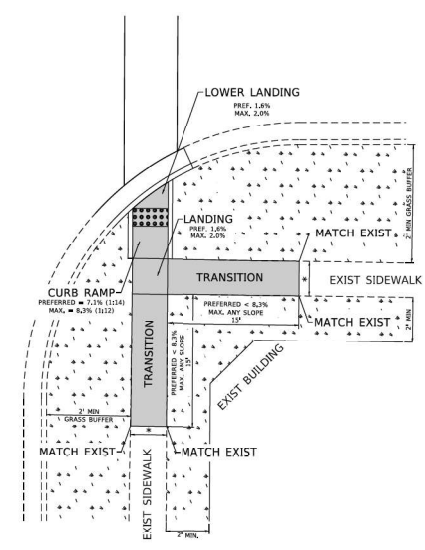 LOWER LANDING
PREF. 1.6%
MAX. 2.0%
LANDING
PREF. 1.6%
MAX. 2.0%
2' MIN GRASS BUFFER
MATCH EXIST
TRANSITION
*
EXIST SIDEWALK
CURB RAMP
PREFERRED = 7.1% (1:14)
MAX. = 8.3% (1:12)
PREFERRED < 8.3%
MAX. ANY SLOPE
15'
MATCH EXIST
2' MIN
TRANSITION
PREFERRED < 8.3%
MAX. ANY SLOPE
15'
EXIST BUILDING
2' MIN
GRASS BUFFER
*
MATCH EXIST
MATCH EXIST
EXIST SIDEWALK
2' MIN.